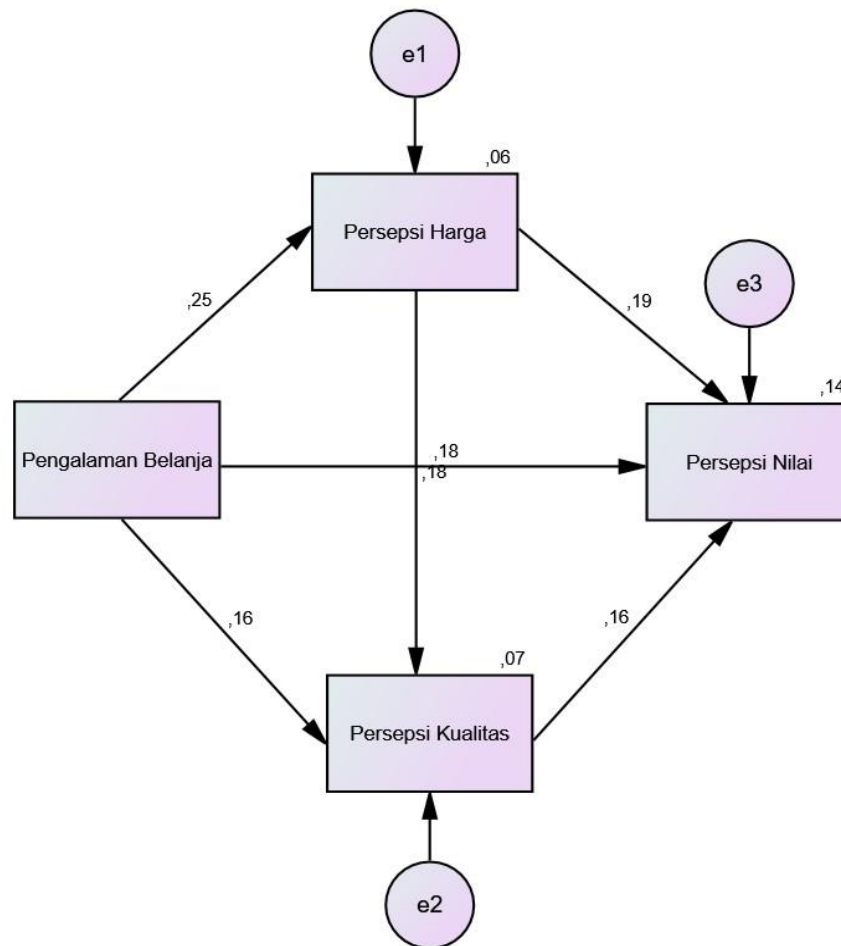 e1
,06
Persepsi Harga
,25
,19
e3
,14
Pengalaman Belanja
,18
,18
Persepsi Nilai
,16
,16
,07
Persepsi Kualitas
e2